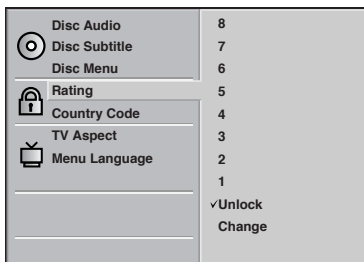 Disc Audio
Disc Subtitle
Disc Menu
Rating
Country Code
TV Aspect
Menu Language
8
7
6
5
4
3
2
1
✓Unlock
Change